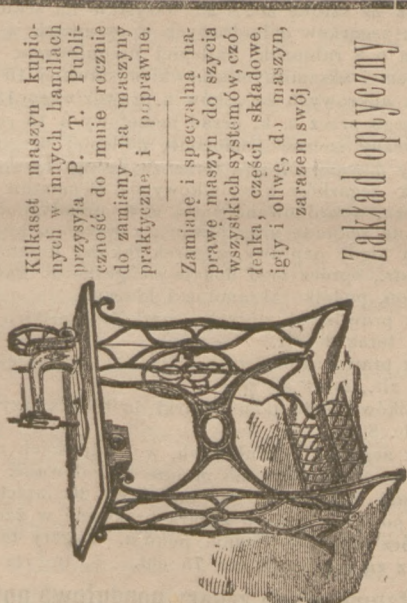 Kilkaset maszyn kupio-
nych w innych handlach
przysyła P. T. Publi-
czność do mnie rocznie
do zamiany na maszyny
praktyczne i poprawne.
Zamianę i specyalna na-
prawę maszyn do szycia
wszystkich systemów, czó-
łenka, części składowe,
igły i oliwę, do maszyn,
zarazem swój
Zakład optyczny